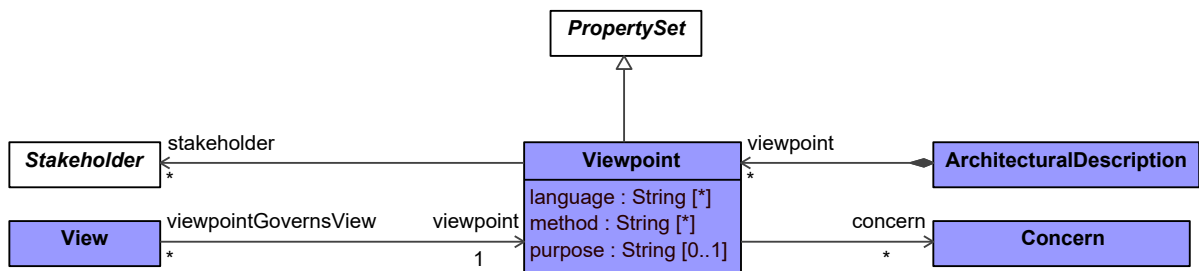 PropertySet
stakeholder
viewpoint
Stakeholder
*
Viewpoint
*
ArchitecturalDescription
language : String [*]
method : String [*]
purpose : String [0..1]
viewpointGovernsView
viewpoint
concern
View
*
1
*
Concern